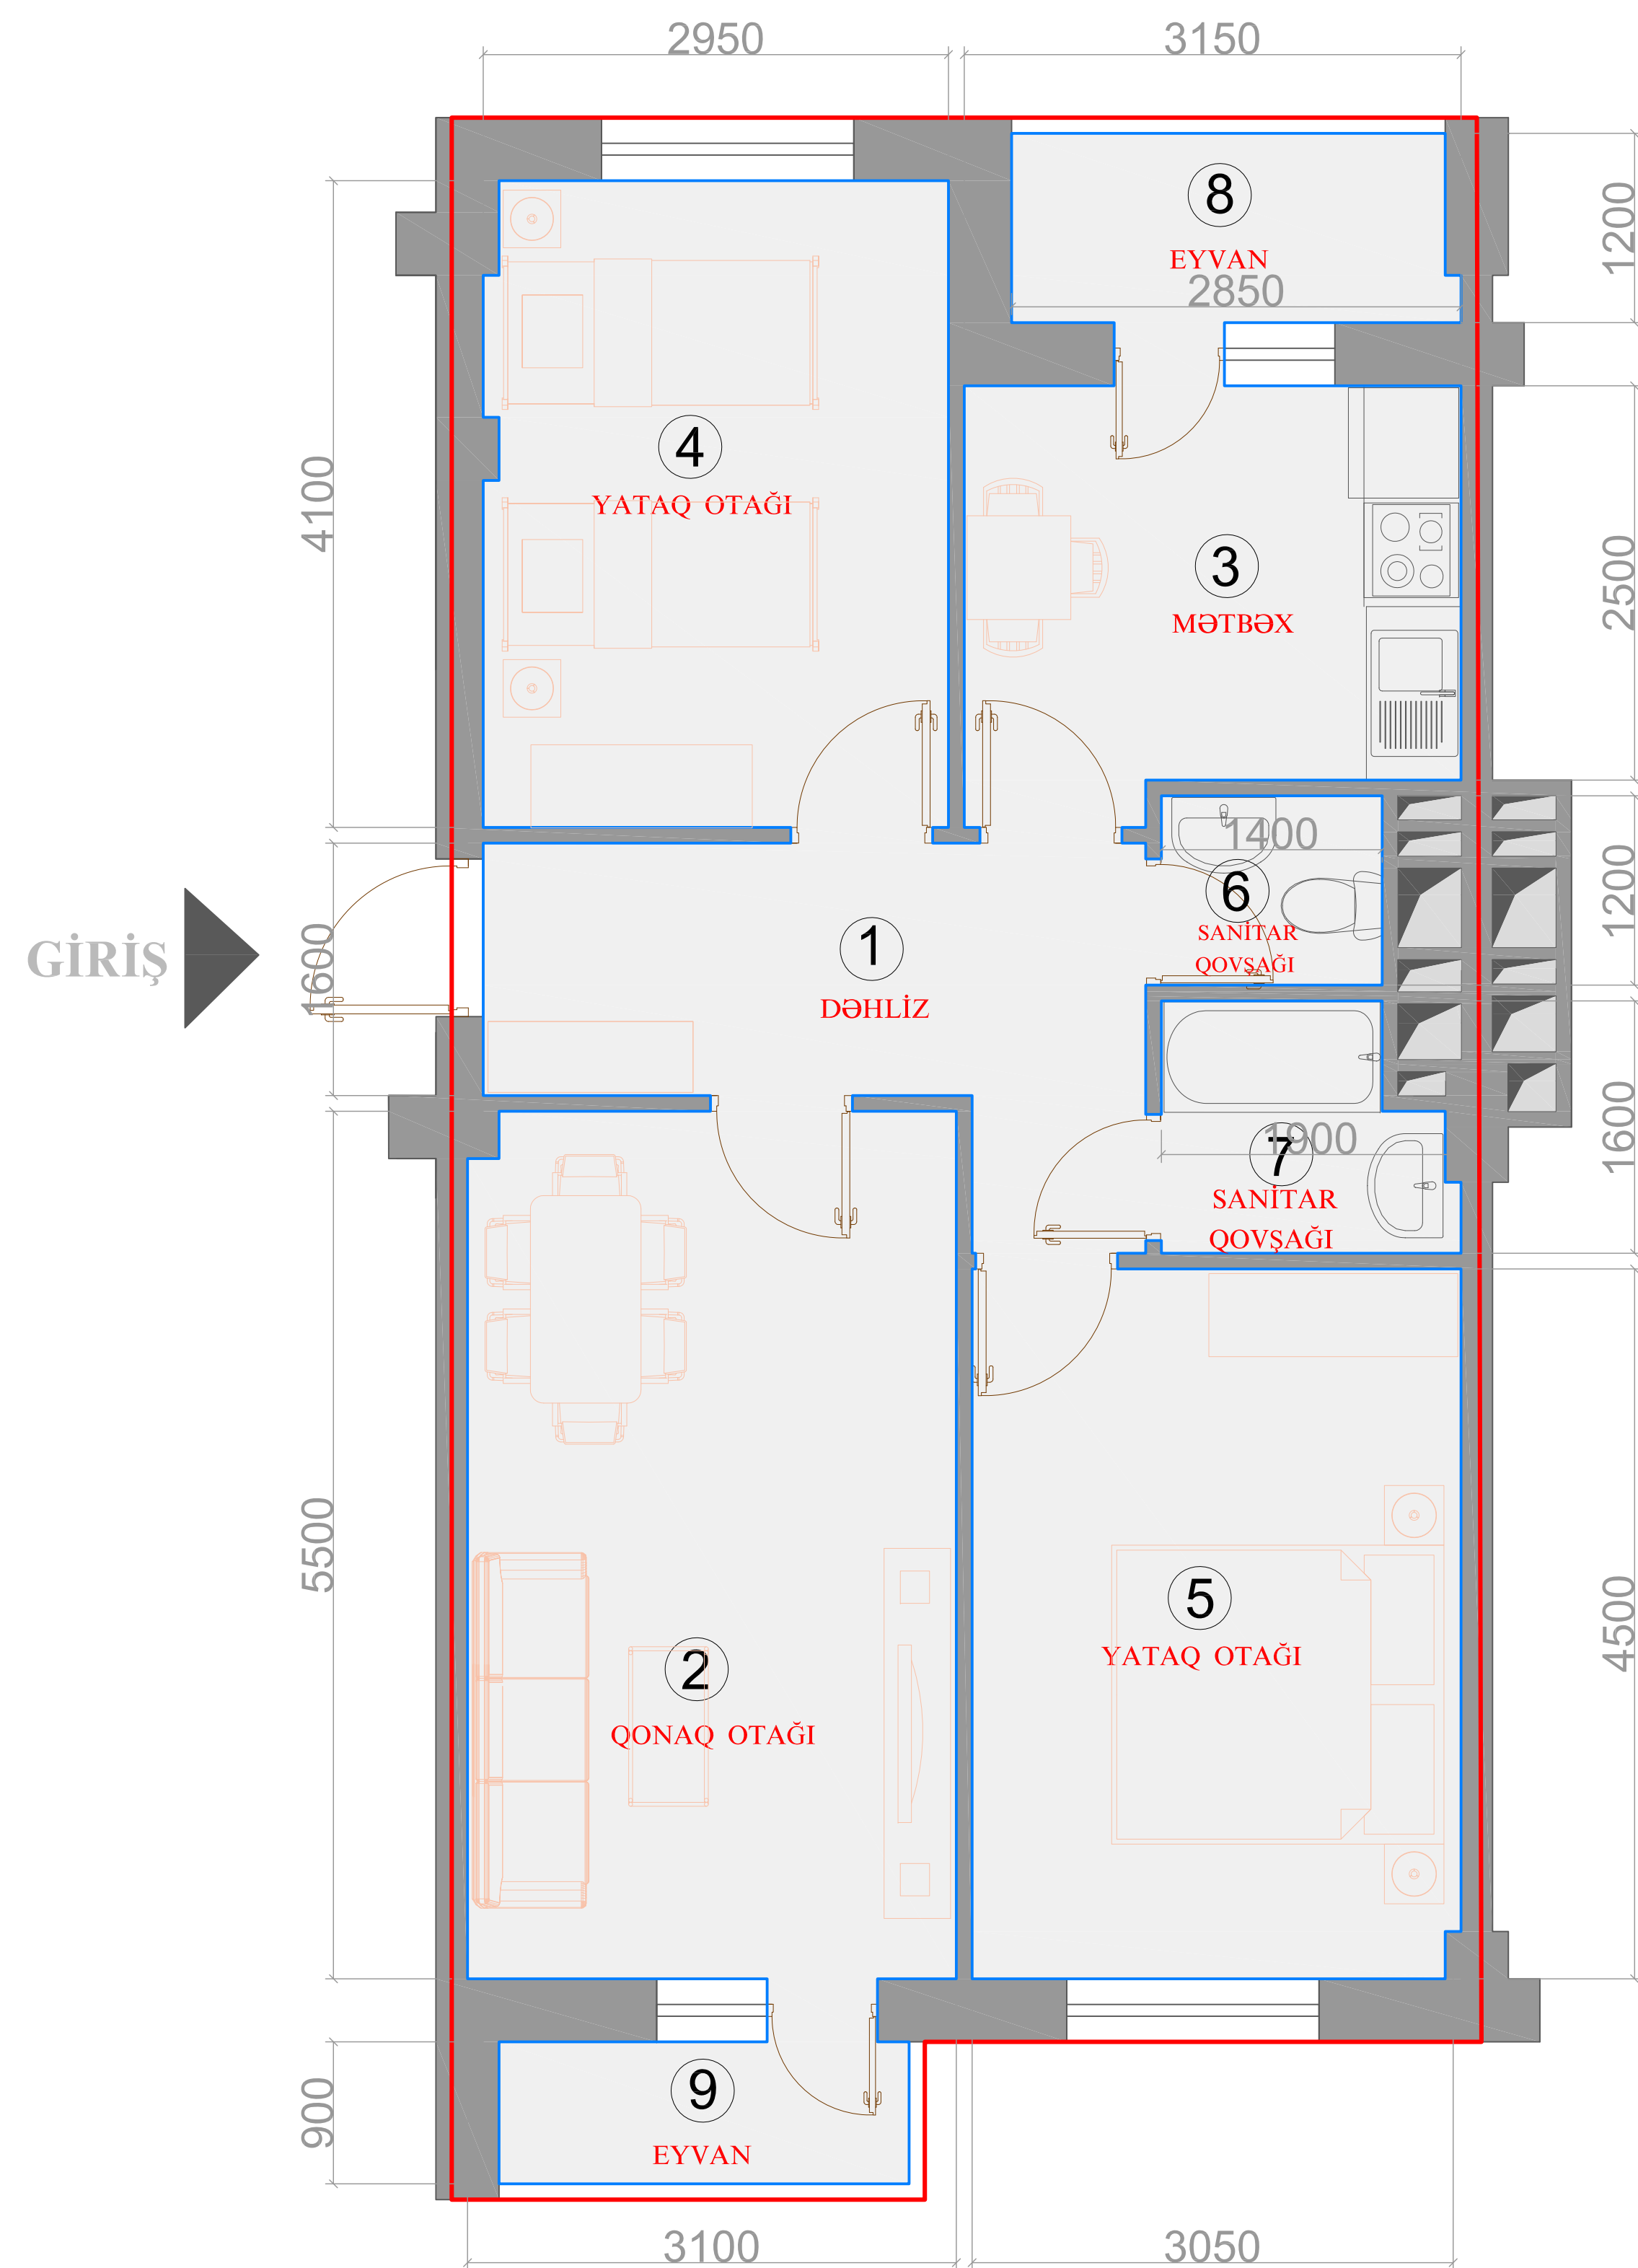 2950
3150
8
EYVAN
2850
1200
4
YATAQ OTAĞI
4100
3
MƏTBƏX
2500
1400
6
SANİTAR
QOVŞAĞI
1200
GİRİŞ
1600
1
DƏHLİZ
1900
7
SANİTAR
QOVŞAĞI
1600
5500
2
QONAQ OTAĞI
5
YATAQ OTAĞI
4500
9
EYVAN
900
3100
3050